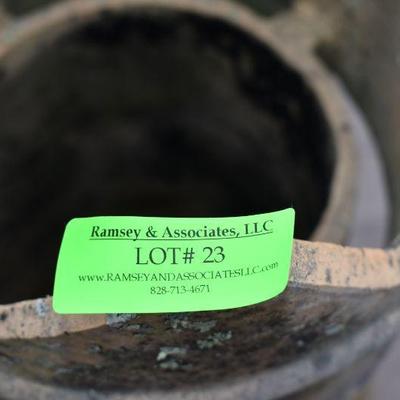 Ramsey & Associates, LLC
LOT# 23
www.RAMSEYANDASSOCIATESLLC.com
828-713-4671